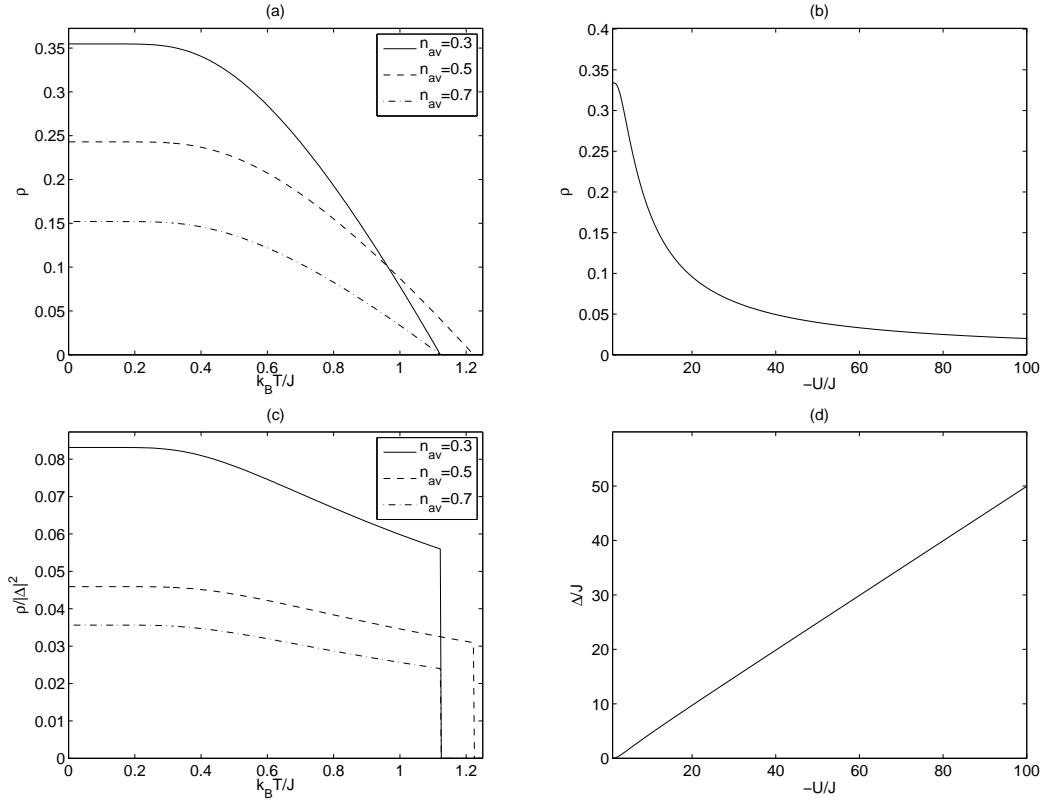 (a)
0.35
0.30
0.25
0.20
0.15
0.10
0.05
0
ρ
0 0.2 0.4 0.6 0.8 1 1.2
k_BT/J
n_av=0.3
n_av=0.5
n_av=0.7
(b)
0.4
0.35
0.3
0.25
0.2
0.15
0.1
0.05
0
ρ
20 40 60 80 100
−U/J
(c)
0.08
0.07
0.06
0.05
0.04
0.03
0.02
0.01
0
ρ/|Δ|²
0 0.2 0.4 0.6 0.8 1 1.2
k_BT/J
n_av=0.3
n_av=0.5
n_av=0.7
(d)
50
40
30
20
10
0
Δ/J
20 40 60 80 100
−U/J